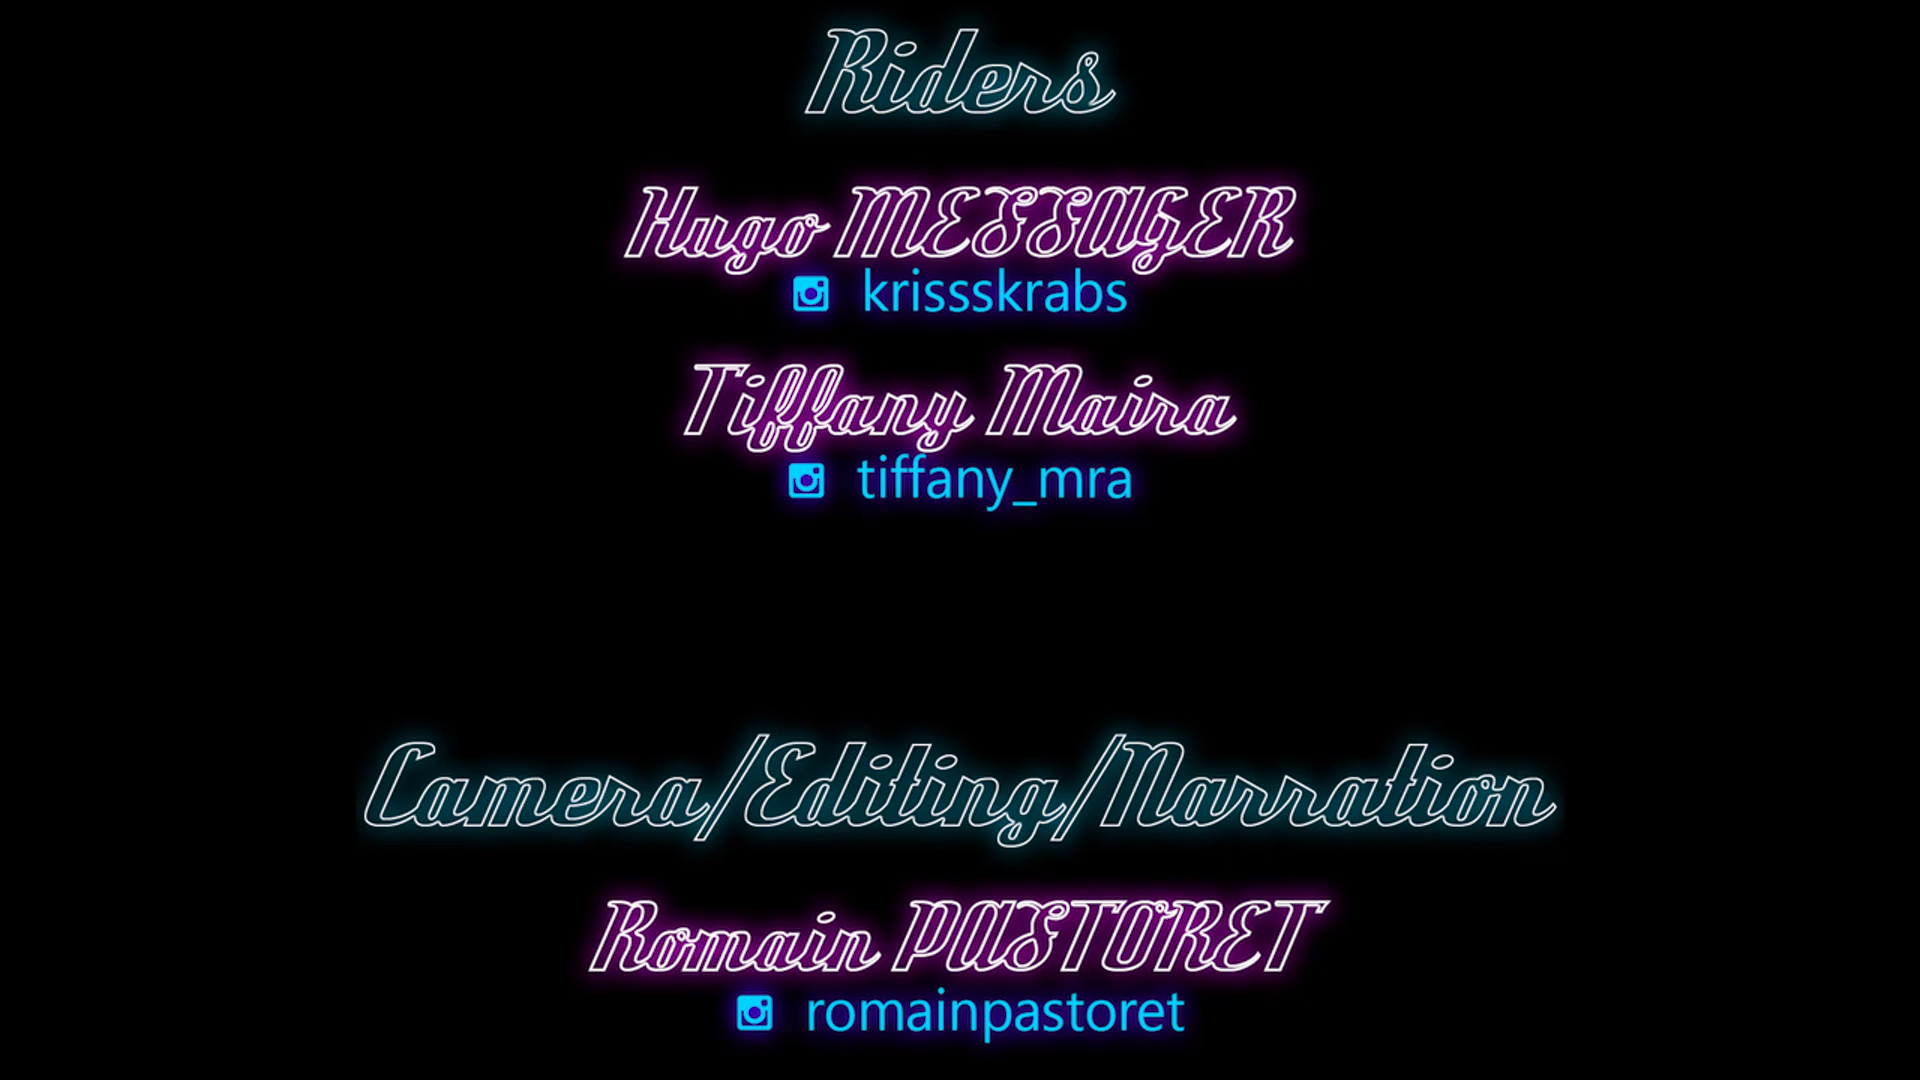 Riders
Hugo MESSAGER
krissskrabs
Tiffany Maira
tiffany_mra
Camera/Editing/Narration
Romain PASTORET
romainpastoret